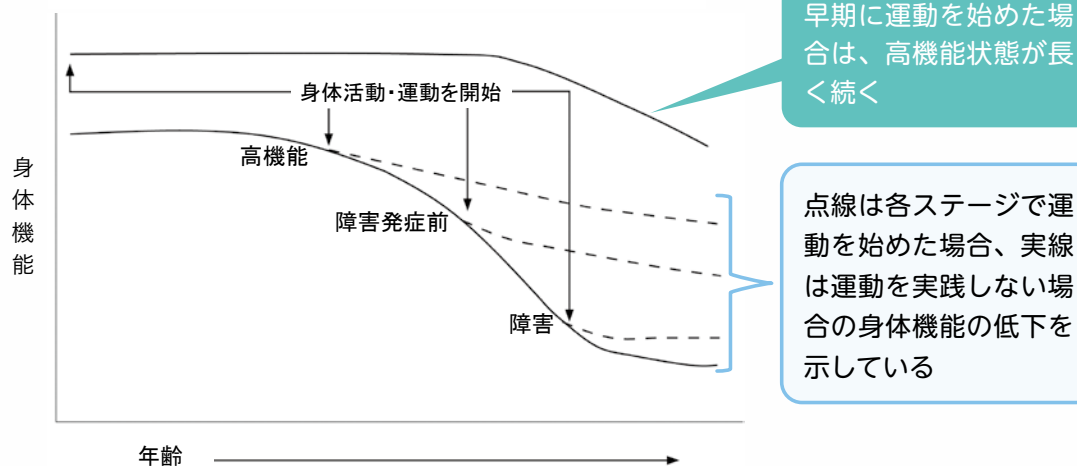 早期に運動を始めた場
合は、高機能状態が長
く続く
身体活動・運動を開始
高機能
障害発症前
障害
身体機能
年齢
点線は各ステージで運
動を始めた場合、実線
は運動を実践しない場
合の身体機能の低下を
示している